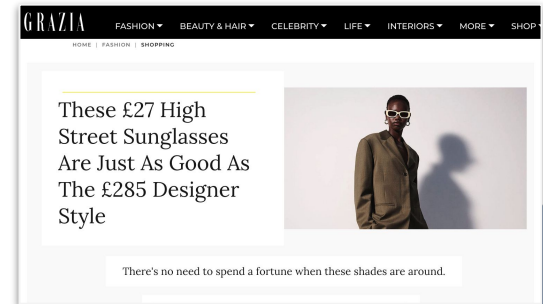 GRAZIA FASHION BEAUTY & HAIR CELEBRITY LIFE INTERIORS MORE SHOP
HOME | FASHION | SHOPPING
These £27 High
Street Sunglasses
Are Just As Good As
The £285 Designer
Style
There's no need to spend a fortune when these shades are around.